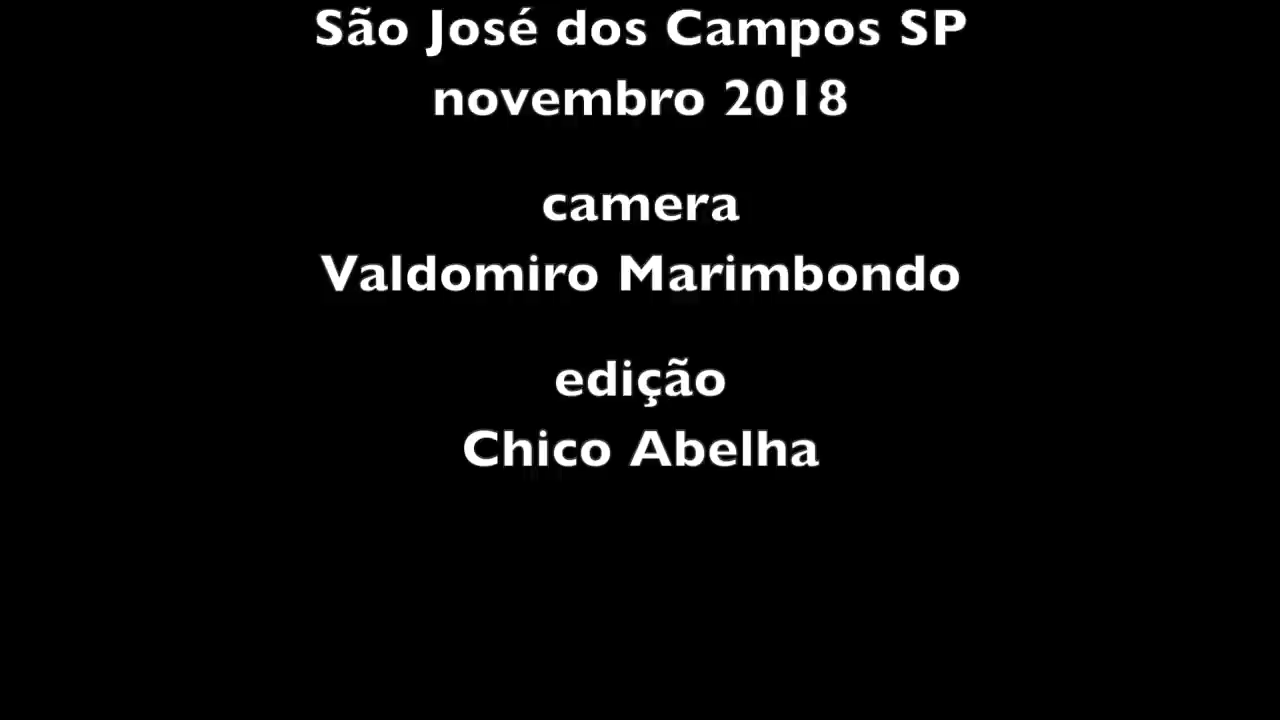 São José dos Campos SP
novembro 2018
camera
Valdomiro Marimbondo
edição
Chico Abelha